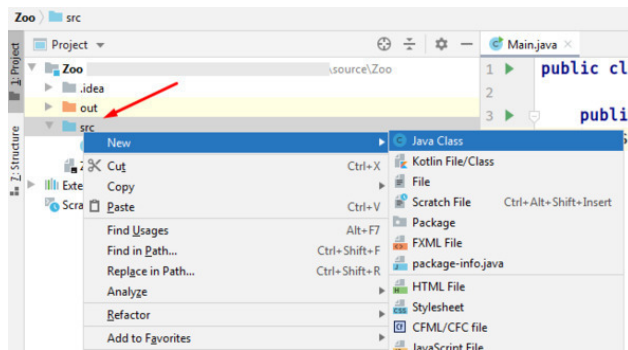 Zoo src
1: Project
Project
Main.java
Zoo \source\Zoo
.idea
out
src
Exte
Scra
Z: Structure
1 public cl
2
3 publi
New
Cut Ctrl+X
Copy
Paste Ctrl+V
Find Usages Alt+F7
Find in Path... Ctrl+Shift+F
Replace in Path... Ctrl+Shift+R
Analyze
Refactor
Add to Favorites
Java Class
Kotlin File/Class
File
Scratch File Ctrl+Alt+Shift+Insert
Package
FXML File
package-info.java
HTML File
Stylesheet
CFML/CFC file
JavaScript File